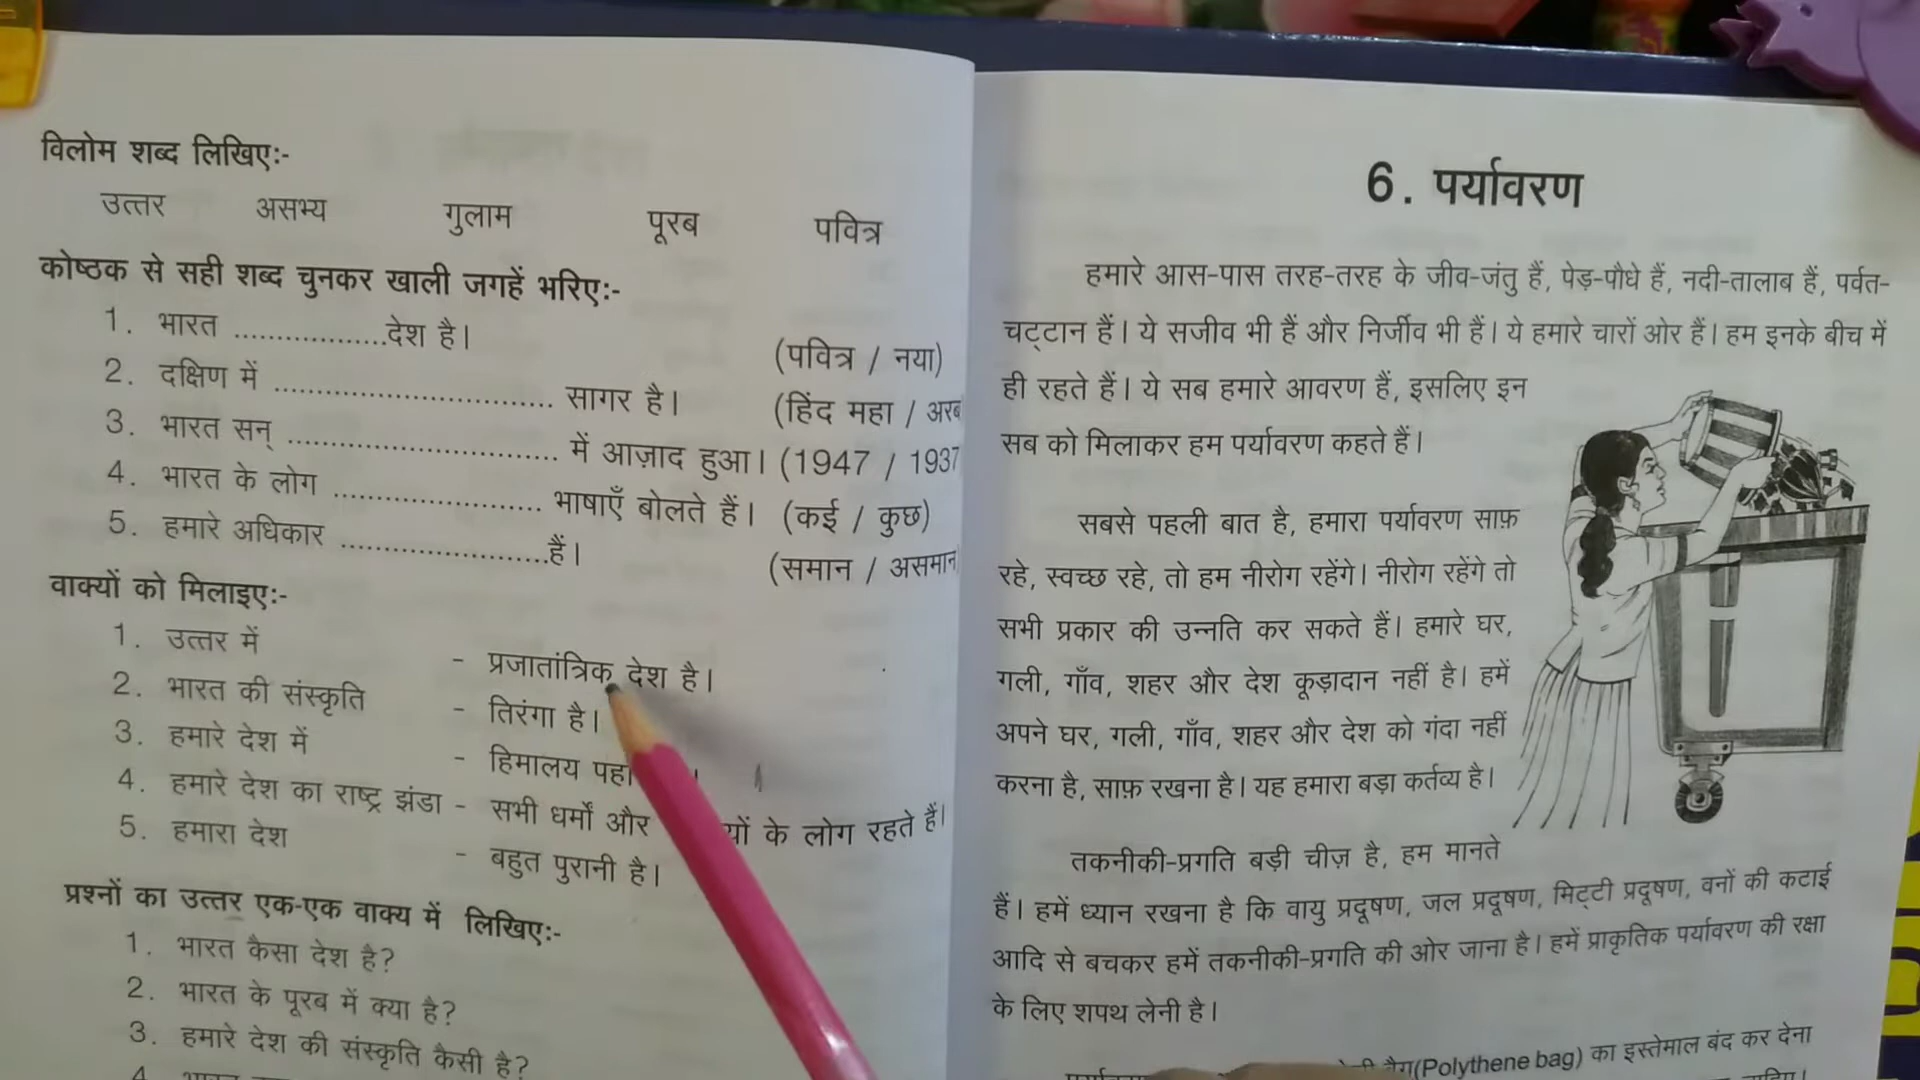 विलोम शब्द लिखिए:-
उत्तर असभ्य गुलाम पूरब पवित्र
कोष्ठक से सही शब्द चुनकर खाली जगहें भरिए:-
1. भारत ..................देश है। (पवित्र / नया)
2. दक्षिण में ................................. सागर है। (हिंद महा / अरब
3. भारत सन् ................................ में आज़ाद हुआ। (1947 / 1937
4. भारत के लोग ......................... भाषाएँ बोलते हैं। (कई / कुछ)
5. हमारे अधिकार .........................हैं। (समान / असमान
वाक्यों को मिलाइए:-
1. उत्तर में - प्रजातांत्रिक देश है।
2. भारत की संस्कृति - तिरंगा है।
3. हमारे देश में - हिमालय
4. हमारे देश का राष्ट्र झंडा - सभी धर्मों और के लोग रहते हैं।
5. हमारा देश - बहुत पुरानी है।
प्रश्नों का उत्तर एक-एक वाक्य में लिखिए:-
1. भारत कैसा देश है?
2. भारत के पूरब में क्या है?
3. हमारे देश की संस्कृति कैसी है?
4.
6. पर्यावरण
हमारे आस-पास तरह-तरह के जीव-जंतु हैं, पेड़-पौधे हैं, नदी-तालाब हैं, पर्वत-
चट्टान हैं। ये सजीव भी हैं और निर्जीव भी हैं। ये हमारे चारों ओर हैं। हम इनके बीच में
ही रहते हैं। ये सब हमारे आवरण हैं, इसलिए इन
सब को मिलाकर हम पर्यावरण कहते हैं।
सबसे पहली बात है, हमारा पर्यावरण साफ़
रहे, स्वच्छ रहे, तो हम नीरोग रहेंगे। नीरोग रहेंगे तो
सभी प्रकार की उन्नति कर सकते हैं। हमारे घर,
गली, गाँव, शहर और देश कूड़ादान नहीं है। हमें
अपने घर, गली, गाँव, शहर और देश को गंदा नहीं
करना है, साफ़ रखना है। यह हमारा बड़ा कर्तव्य है।
तकनीकी-प्रगति बड़ी चीज़ है, हम मानते
हैं। हमें ध्यान रखना है कि वायु प्रदूषण, जल प्रदूषण, मिट्टी प्रदूषण, वनों की कटाई
आदि से बचकर हमें तकनीकी-प्रगति की ओर जाना है। हमें प्राकृतिक पर्यावरण की रक्षा
के लिए शपथ लेनी है।
(Polythene bag) का इस्तेमाल बंद कर देना